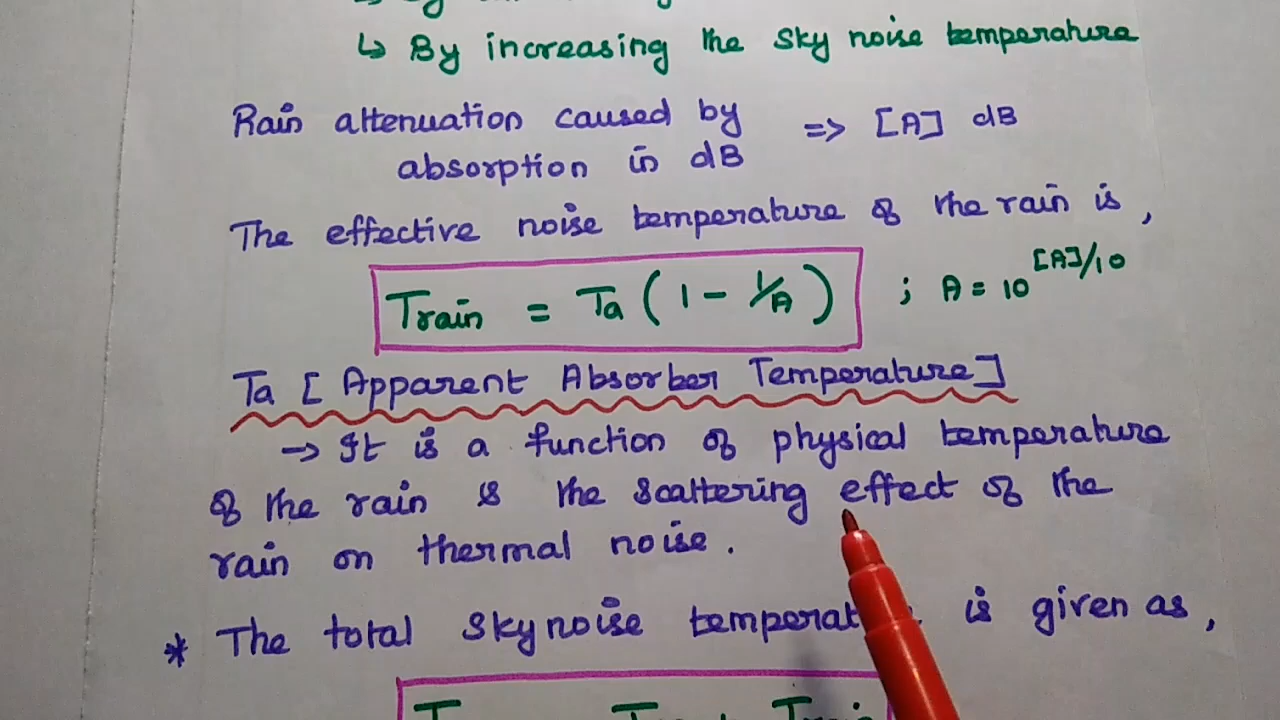 ↳ By increasing the sky noise temperature
Rain attenuation caused by => [A] dB
absorption in dB
The effective noise temperature of the rain is,
Train = Ta (1 - 1/A) ; A = 10^[A]/10
Ta [Apparent Absorber Temperature]
→ It is a function of physical temperature
of the rain & the scattering effect of the
rain on thermal noise.
* The total sky noise temperat is given as,